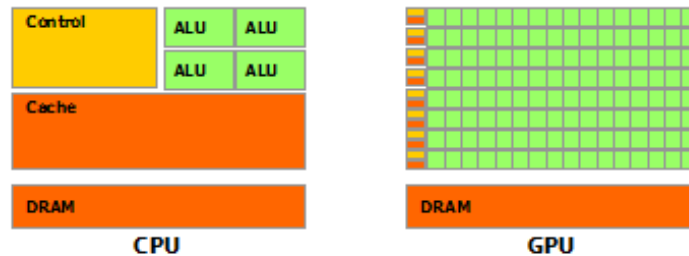 Control
ALU ALU
ALU ALU
Cache
DRAM
CPU
DRAM
GPU